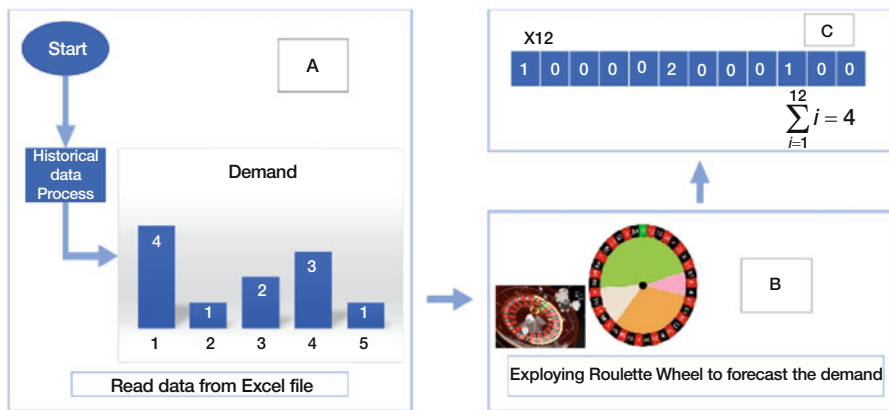 Start
A
Historical
data
Process
Demand
4
1
2
3
1
1 2 3 4 5
Read data from Excel file
X12
C
1 0 0 0 0 2 0 0 0 1 0 0
12
∑ i = 4
i=1
B
Exploying Roulette Wheel to forecast the demand